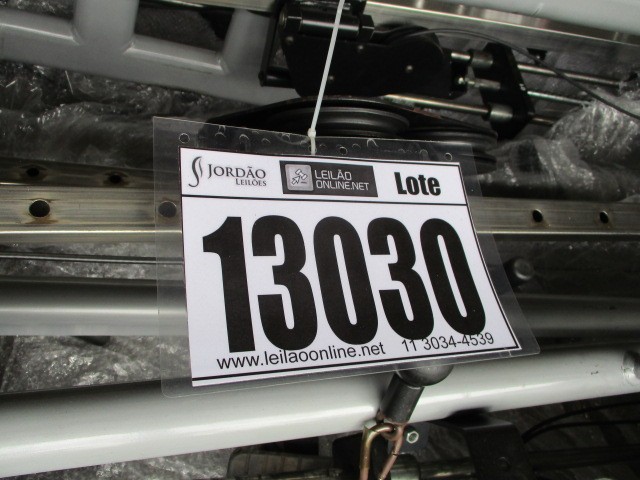 JORDÃO
LEILÕES
LEILÃO
ONLINE.NET
Lote
13030
www.leilaoonline.net 11 3034-4539